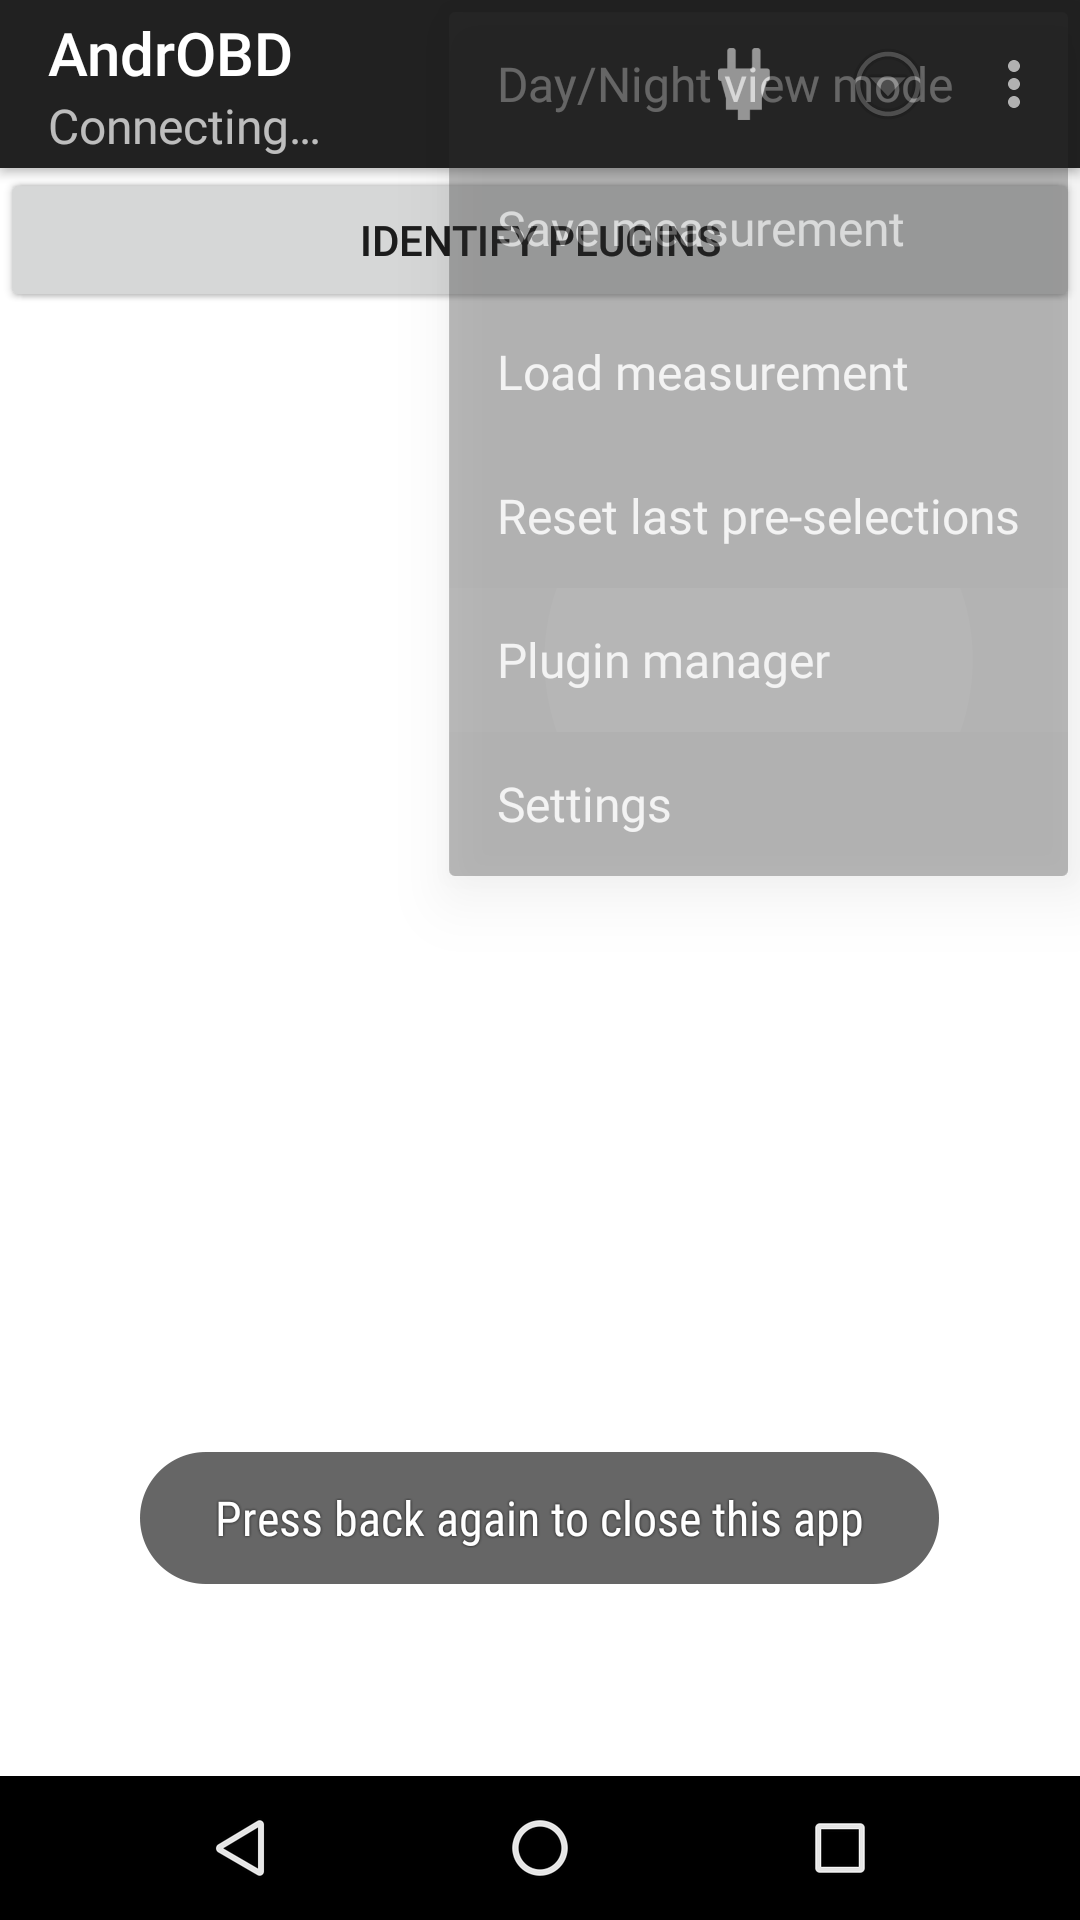 AndrOBD
Connecting...
Day/Night view mode
IDENTIFY PLUGINS
Save measurement
Load measurement
Reset last pre-selections
Plugin manager
Settings
Press back again to close this app